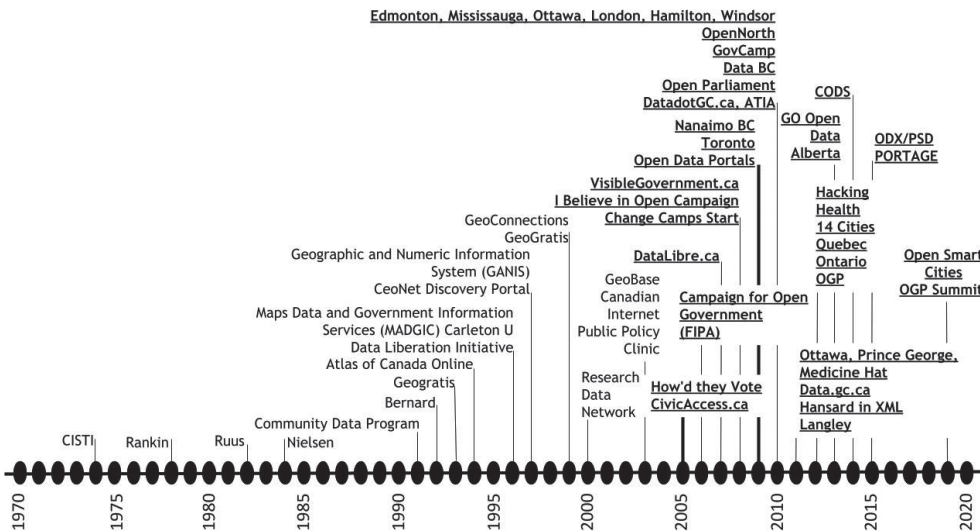 Edmonton, Mississauga, Ottawa, London, Hamilton, Windsor
OpenNorth
GovCamp
Data BC
Open Parliament
DatadotGC.ca, ATIA
Nanaimo BC
Toronto
Open Data Portals
VisibleGovernment.ca
I Believe in Open Campaign
Change Camps Start
CODS
GO Open
Data
Alberta
ODX/PSD
PORTAGE
GeoConnections
GeoGratis
Geographic and Numeric Information
System (GANIS)
CeoNet Discovery Portal
Maps Data and Government Information
Services (MADGIC) Carleton U
Data Liberation Initiative
Atlas of Canada Online
Geogratis
Bernard
Community Data Program
CISTI
Rankin
Ruus
Nielsen
DataLibre.ca
GeoBase
Canadian
Internet
Public Policy
Clinic
Campaign for Open
Government
(FIPA)
Research
Data
Network
How'd they Vote
CivicAccess.ca
Hacking
Health
14 Cities
Quebec
Ontario
OGP
Open Smart
Cities
OGP Summit
Ottawa, Prince George,
Medicine Hat
Data.gc.ca
Hansard in XML
Langley
1970
1975
1980
1985
1990
1995
2000
2005
2010
2015
2020